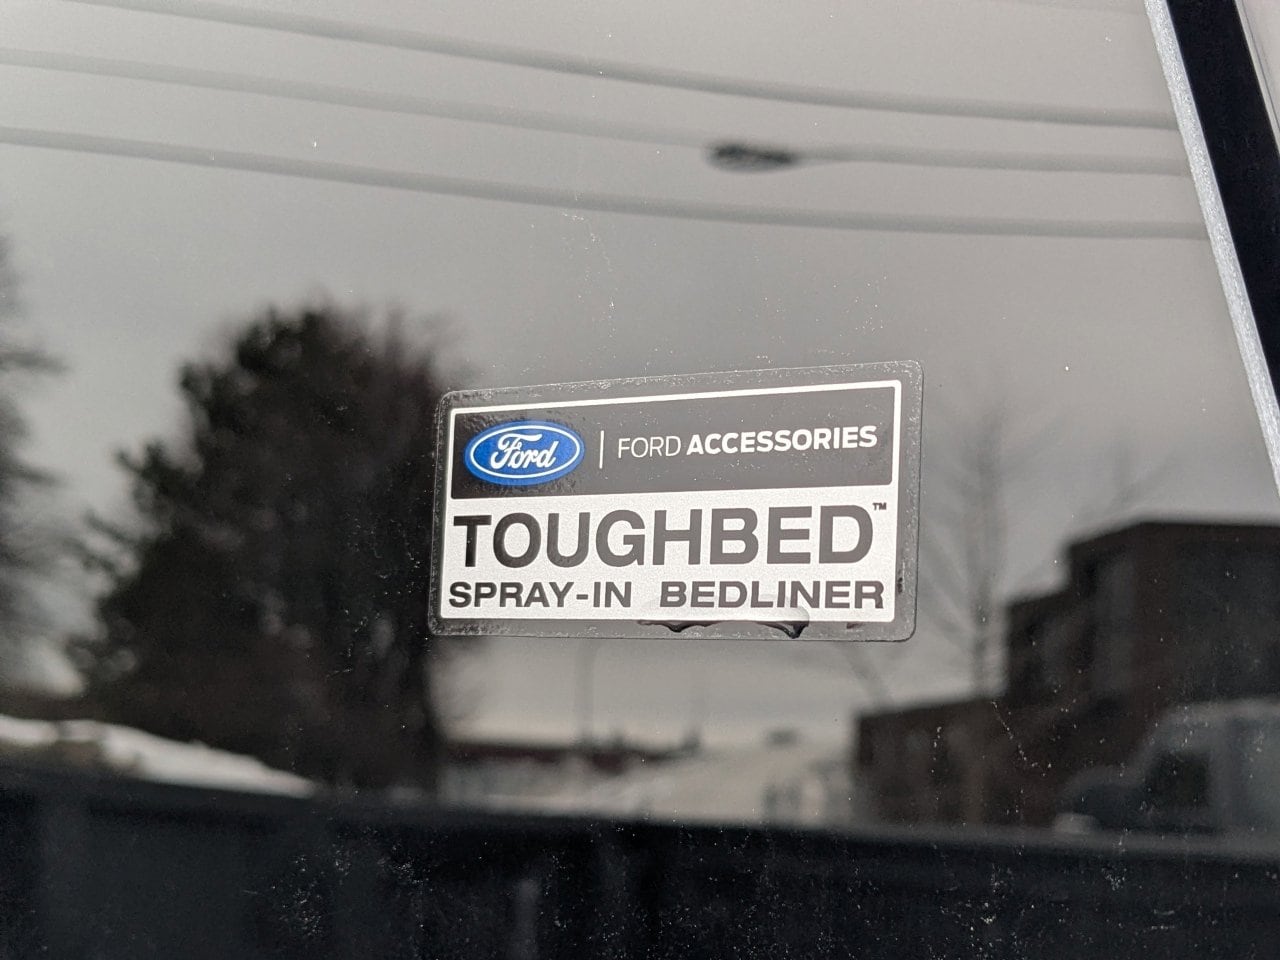 Ford | FORD ACCESSORIES
TOUGHBED™
SPRAY-IN BEDLINER